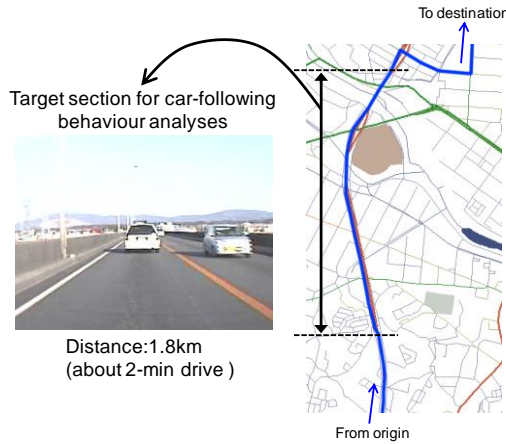 To destination
Target section for car-following
behaviour analyses
Distance:1.8km
(about 2-min drive )
From origin